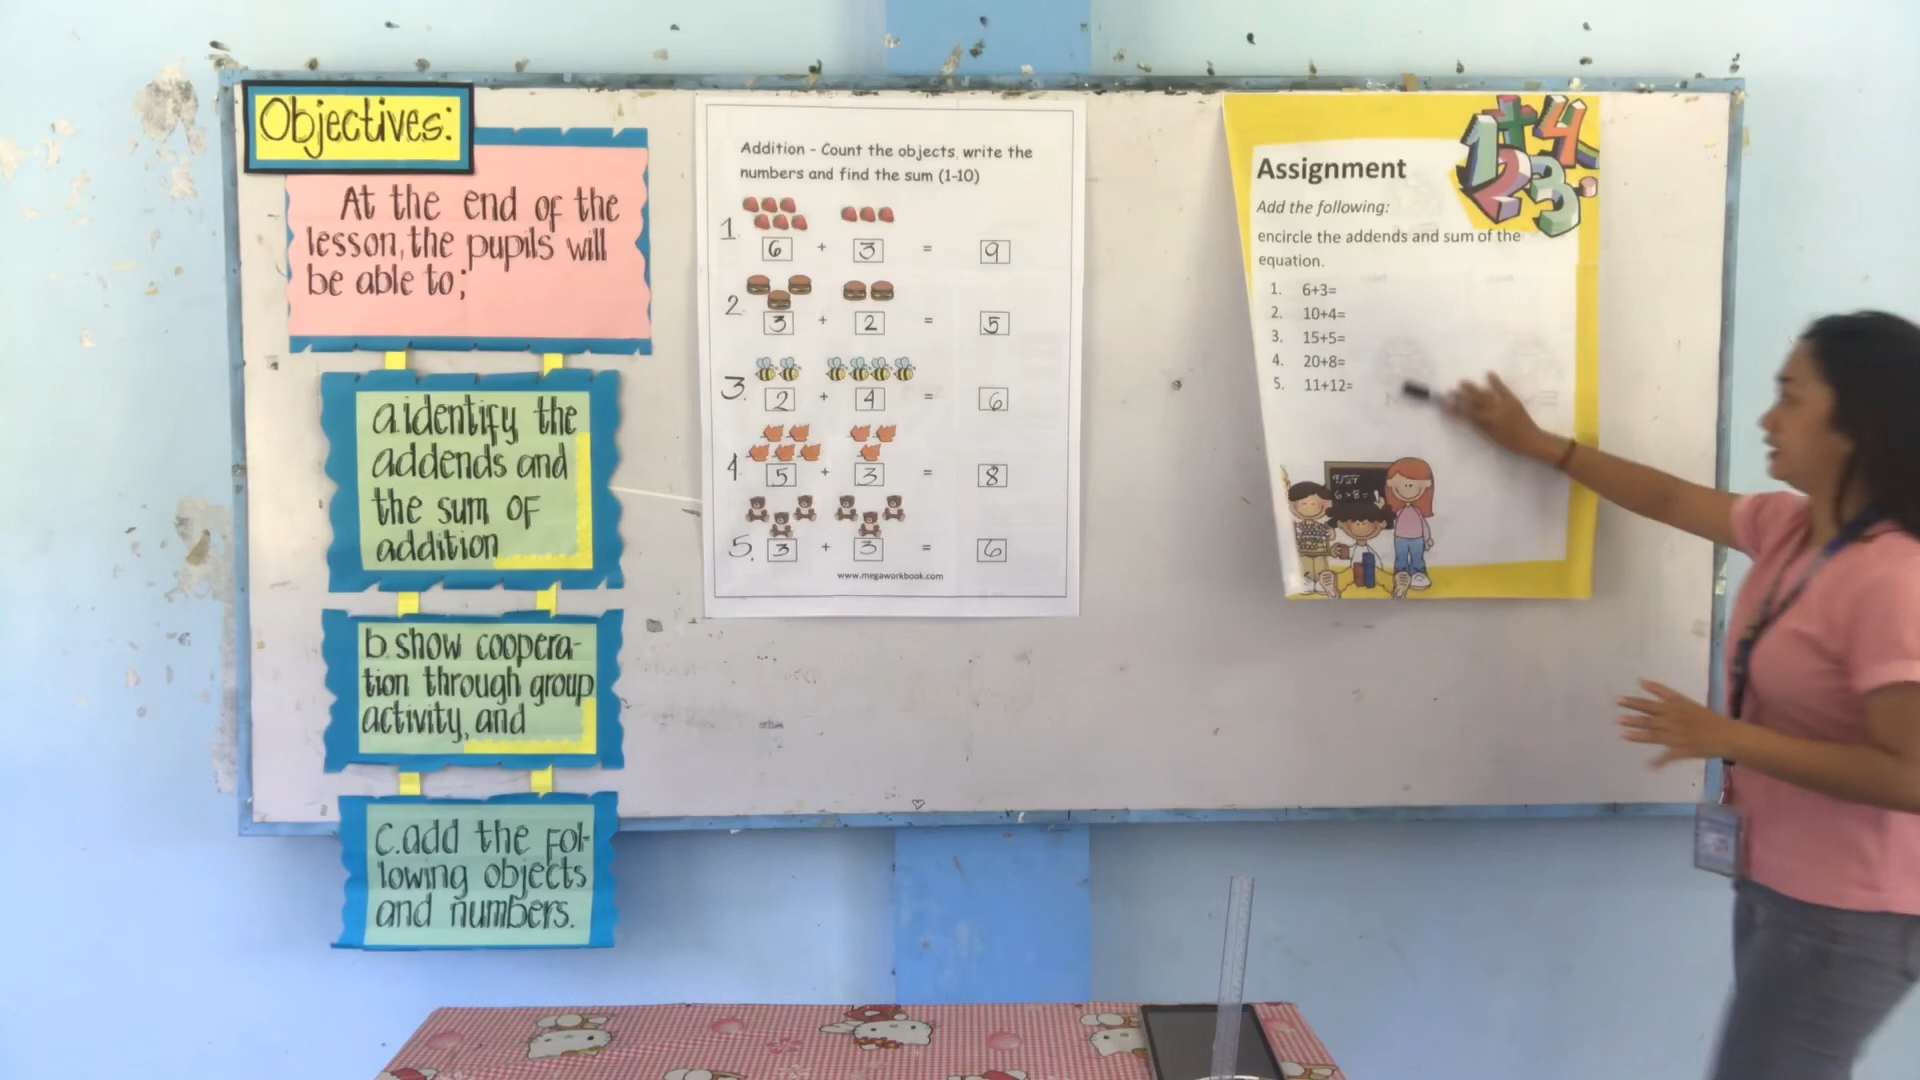 Objectives:
At the end of the
lesson, the pupils will
be able to;
a.identify the
addends and
the sum of
addition
b.show coopera-
tion through group
activity, and
c.add the fol-
lowing objects
and numbers.
Addition - Count the objects, write the
numbers and find the sum (1-10)
1. 6 + 3 = 9
2. 3 + 2 = 5
3. 2 + 4 = 6
4. 5 + 3 = 8
5. 3 + 3 = 6
www.megaworkbook.com
1+4
23
Assignment
Add the following:
encircle the addends and sum of the
equation.
1. 6+3=
2. 10+4=
3. 15+5=
4. 20+8=
5. 11+12=
6×8=